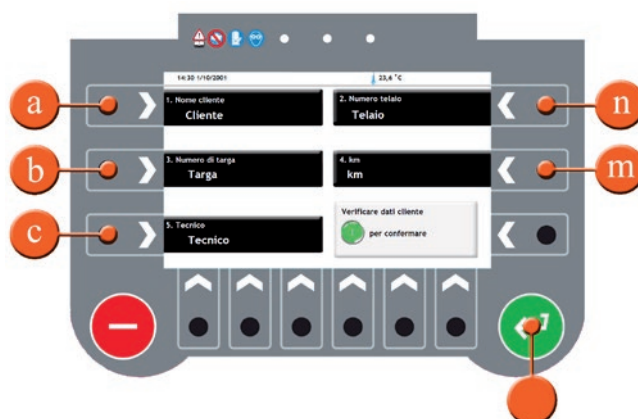 14:30 1/10/2001
23,6 °C
a
1. Nome cliente
Cliente
2. Numero telaio
Telaio
n
b
3. Numero di targa
Targa
4. km
km
m
c
5. Tecnico
Tecnico
Verificare dati cliente
per confermare